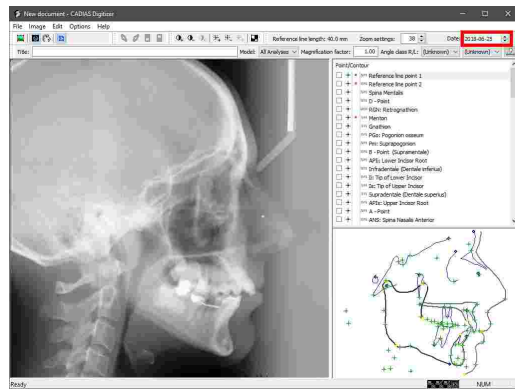 New document - CADIAS Digition
File Image Edit Options Help
Reference line length: 40.0 mm Zoom settings: 38 Date: 2018-06-25
Title: Model: All Analyses Magnification factor: 1.00 Angle class R/L: (Unknown) (Unknown)
Point/Contour
Reference line point 1
Reference line point 2
Spina Mentalis
D - Point
RGN: Retrognathion
Menton
Gnathion
PGo: Pogonion osseum
Pm: Suprapogonion
B - Point (Supramentale)
APIi: Lower Incisor Root
Infradentale (Dentale inferius)
Ii: Tip of Lower Incisor
Is: Tip of Upper Incisor
Supradentale (Dentale superius)
APIs: Upper Incisor Root
A - Point
ANS: Spina Nasalis Anterior
Ready NUM